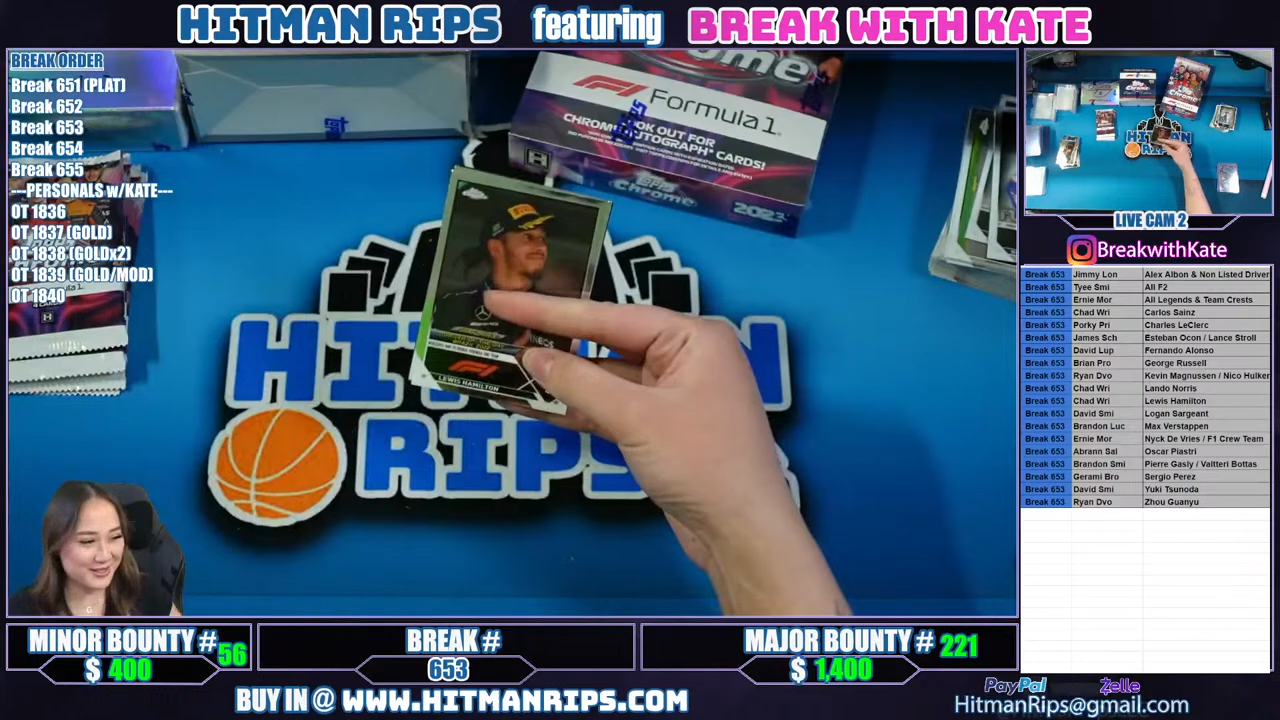 HITMAN RIPS featuring BREAK WITH KATE
BREAK ORDER
Break 651 (PLAT)
Break 652
Break 653
Break 654
Break 655
---PERSONALS w/KATE---
OT 1836
OT 1837 (GOLD)
OT 1838 (GOLDx2)
OT 1839 (GOLD/MOD)
OT 1840
Formula 1
LOOK OUT FOR
CHROME AUTOGRAPH CARDS!
Topps
Chrome
2023
LEWIS HAMILTON
HITMAN
RIPS
LIVE CAM 2
BreakwithKate
Break 653 Jimmy Lon Alex Albon & Non Listed Driver
Break 653 Tyee Smi All F2
Break 653 Ernie Mor All Legends & Team Crests
Break 653 Chad Wri Carlos Sainz
Break 653 Porky Pri Charles LeClerc
Break 653 James Sch Esteban Ocon / Lance Stroll
Break 653 David Lup Fernando Alonso
Break 653 Brian Pro George Russell
Break 653 Ryan Dvo Kevin Magnussen / Nico Hulker
Break 653 Chad Wri Lando Norris
Break 653 Chad Wri Lewis Hamilton
Break 653 David Smi Logan Sargeant
Break 653 Brandon Luc Max Verstappen
Break 653 Ernie Mor Nyck De Vries / F1 Crew Team
Break 653 Abrann Sal Oscar Piastri
Break 653 Brandon Smi Pierre Gasly / Valtteri Bottas
Break 653 Gerami Bro Sergio Perez
Break 653 David Smi Yuki Tsunoda
Break 653 Ryan Dvo Zhou Guanyu
MINOR BOUNTY # 56
$ 400
BREAK #
653
MAJOR BOUNTY # 221
$ 1,400
BUY IN @ WWW.HITMANRIPS.COM
PayPal Zelle
HitmanRips@gmail.com